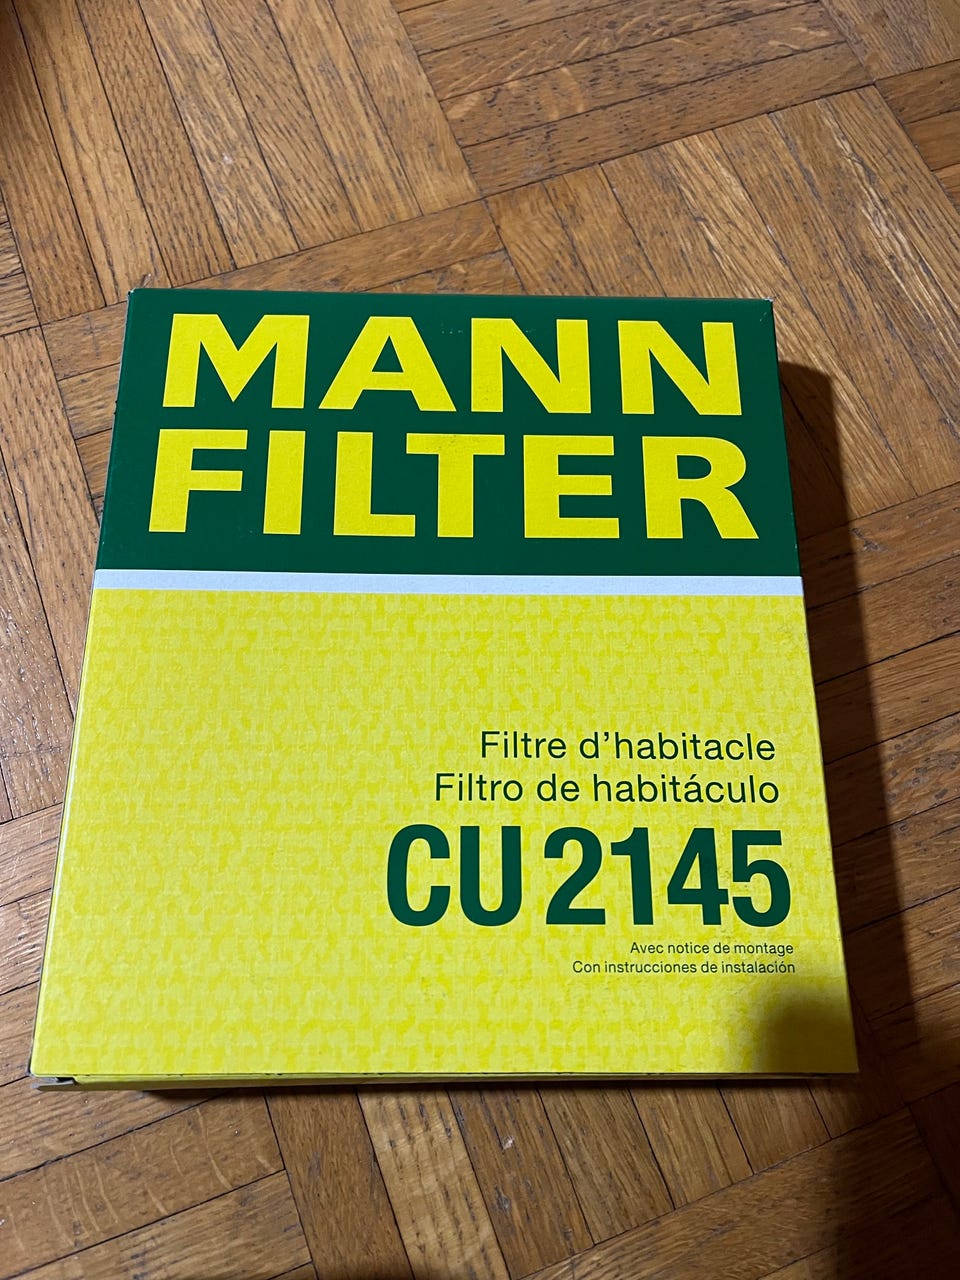 MANN
FILTER
Filtre d'habitacle
Filtro de habitáculo
CU 2145
Avec notice de montage
Con instrucciones de instalación